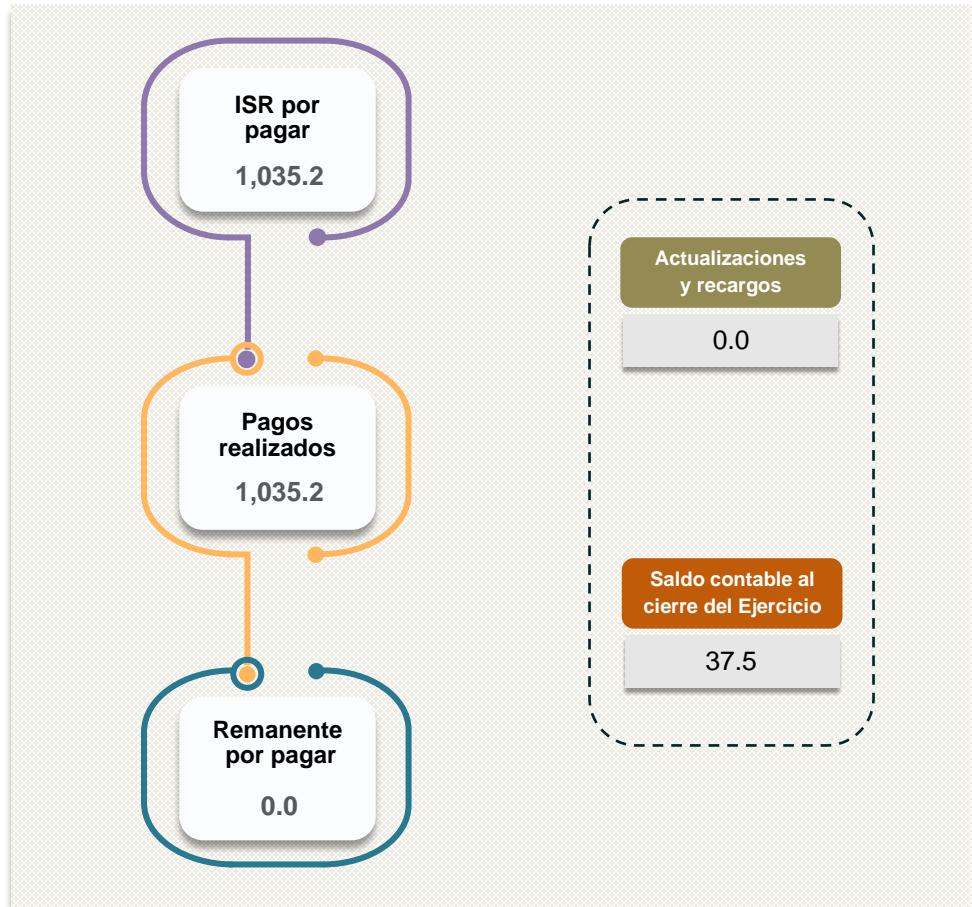 ISR por
pagar
1,035.2
Actualizaciones
y recargos
0.0
Pagos
realizados
1,035.2
Saldo contable al
cierre del Ejercicio
37.5
Remanente
por pagar
0.0